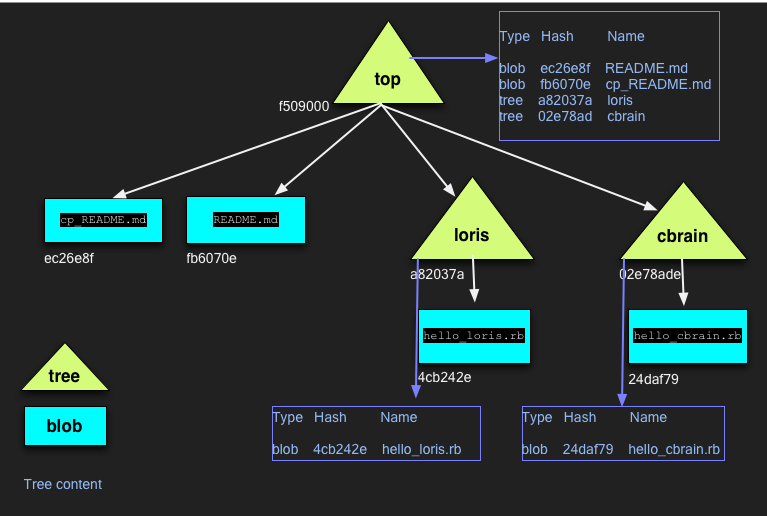 Type Hash Name
blob ec26e8f README.md
blob fb6070e cp_README.md
tree a82037a loris
tree 02e78ad cbrain
top
f509000
cp_README.md
README.md
loris
cbrain
ec26e8f
fb6070e
a82037a
02e78ade
hello_loris.rb
hello_cbrain.rb
4cb242e
24daf79
tree
blob
Type Hash Name
blob 4cb242e hello_loris.rb
Type Hash Name
blob 24daf79 hello_cbrain.rb
Tree content